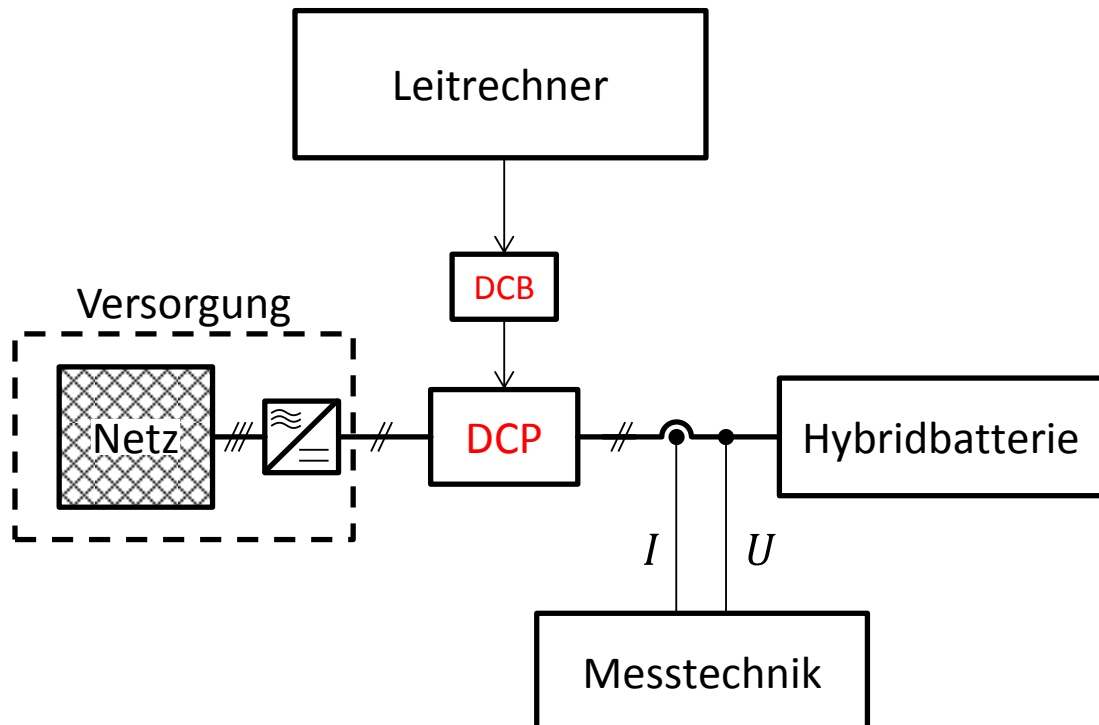 Leitrechner
DCB
Versorgung
Netz
DCP
Hybridbatterie
I
U
Messtechnik